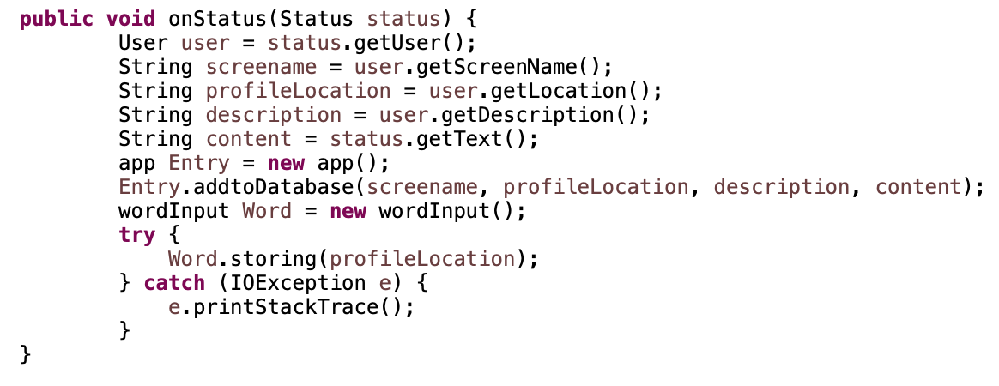 public void onStatus(Status status) {
User user = status.getUser();
String screename = user.getScreenName();
String profileLocation = user.getLocation();
String description = user.getDescription();
String content = status.getText();
app Entry = new app();
Entry.addtoDatabase(screename, profileLocation, description, content);
wordInput Word = new wordInput();
try {
Word.storing(profileLocation);
} catch (IOException e) {
e.printStackTrace();
}
}